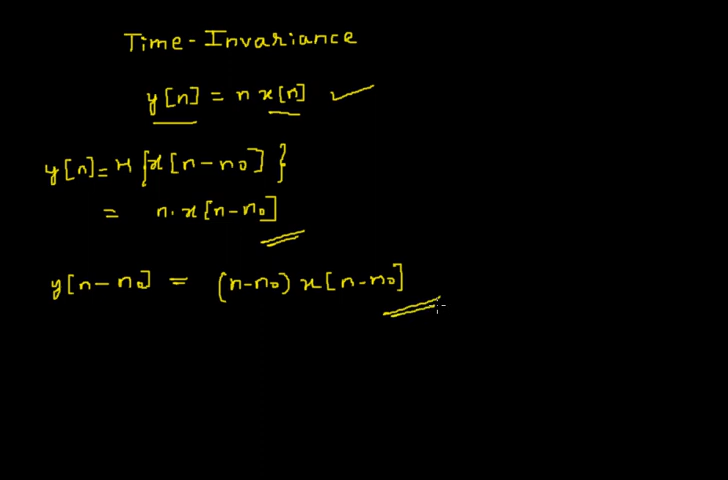 Time-Invariance
y[n] = n x[n]
y[n] = H{x[n-n0]}
= n.x[n-n0]
y[n-n0] = (n-n0) x[n-n0]